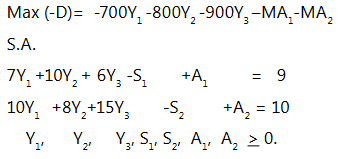 Max (-D)= -700Y₁ -800Y₂ -900Y₃ –MA₁-MA₂
S.A.
7Y₁ +10Y₂ + 6Y₃ -S₁ +A₁ = 9
10Y₁ +8Y₂+15Y₃ -S₂ +A₂ = 10
Y₁, Y₂, Y₃, S₁, S₂, A₁, A₂ ≥ 0.